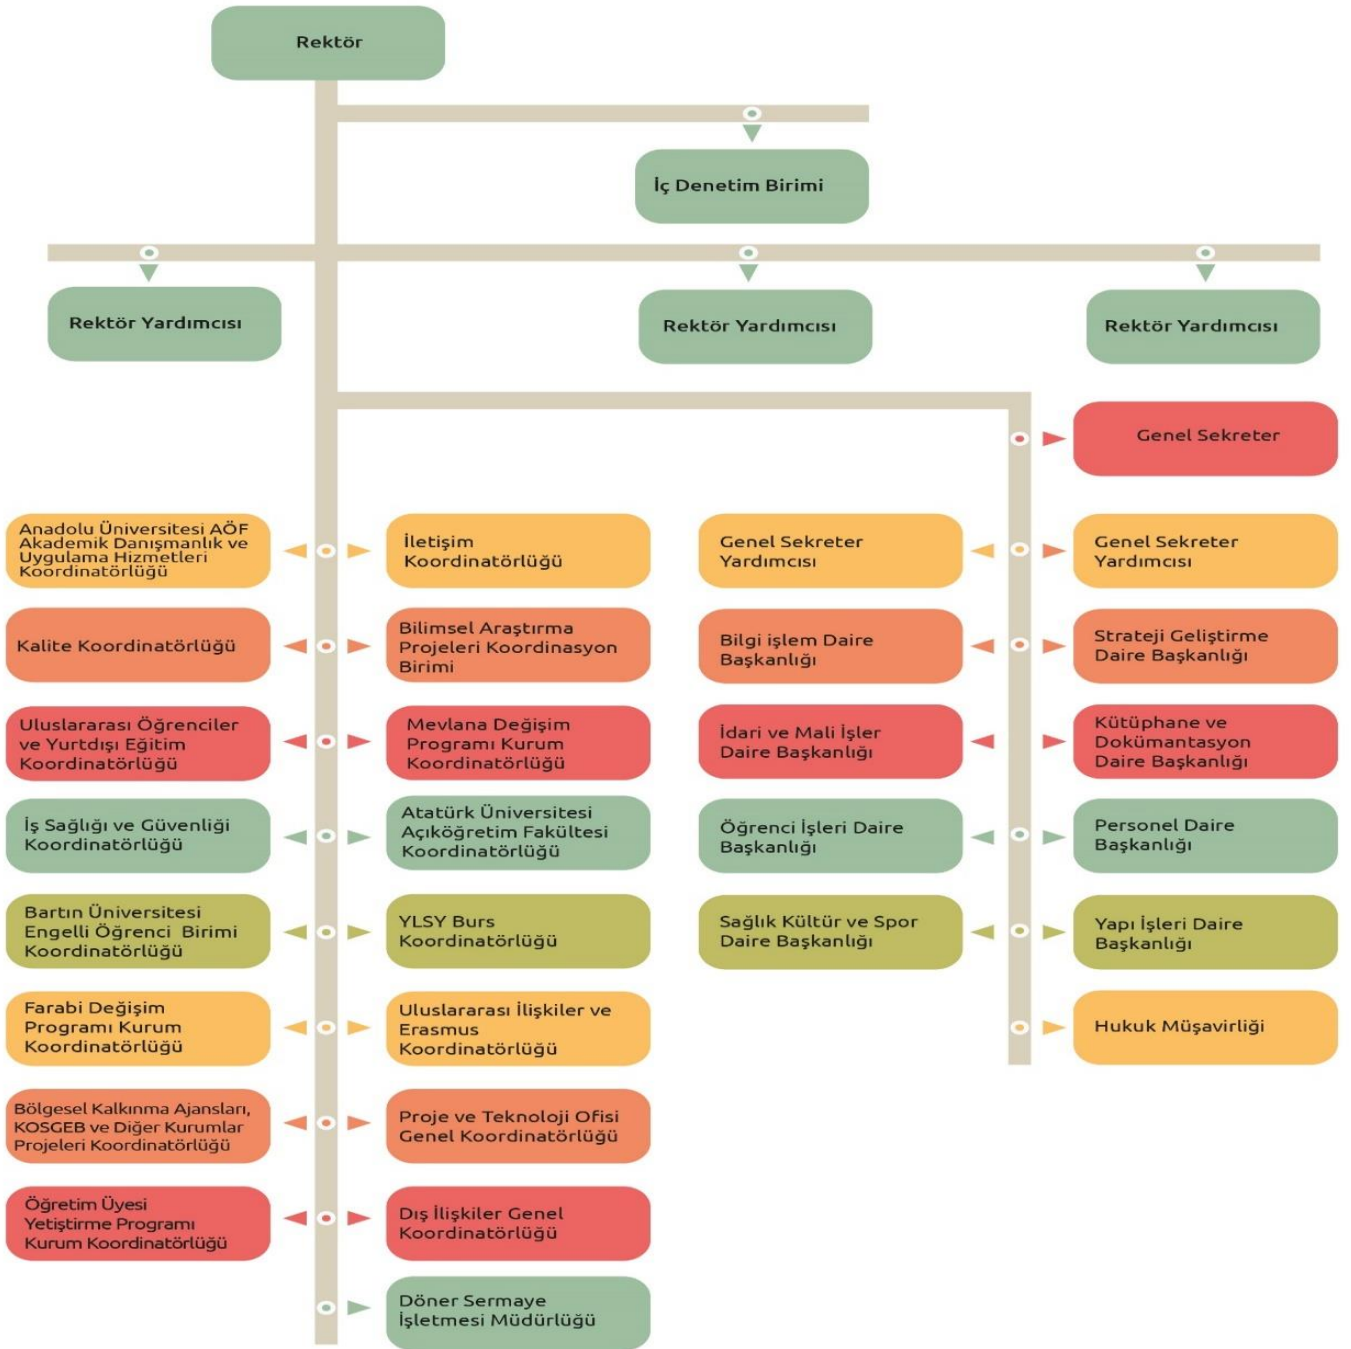 Rektör
İç Denetim Birimi
Rektör Yardımcısı
Rektör Yardımcısı
Rektör Yardımcısı
Genel Sekreter
Anadolu Üniversitesi AÖF
Akademik Danışmanlık ve
Uygulama Hizmetleri
Koordinatörlüğü
İletişim
Koordinatörlüğü
Genel Sekreter
Yardımcısı
Genel Sekreter
Yardımcısı
Kalite Koordinatörlüğü
Bilimsel Araştırma
Projeleri Koordinasyon
Birimi
Bilgi işlem Daire
Başkanlığı
Strateji Geliştirme
Daire Başkanlığı
Uluslararası Öğrenciler
ve Yurtdışı Eğitim
Koordinatörlüğü
Mevlana Değişim
Programı Kurum
Koordinatörlüğü
İdari ve Mali İşler
Daire Başkanlığı
Kütüphane ve
Dokümantasyon
Daire Başkanlığı
İş Sağlığı ve Güvenliği
Koordinatörlüğü
Atatürk Üniversitesi
Açıköğretim Fakültesi
Koordinatörlüğü
Öğrenci İşleri Daire
Başkanlığı
Personel Daire
Başkanlığı
Bartın Üniversitesi
Engelli Öğrenci Birimi
Koordinatörlüğü
YLSY Burs
Koordinatörlüğü
Sağlık Kültür ve Spor
Daire Başkanlığı
Yapı İşleri Daire
Başkanlığı
Farabi Değişim
Programı Kurum
Koordinatörlüğü
Uluslararası İlişkiler ve
Erasmus
Koordinatörlüğü
Hukuk Müşavirliği
Bölgesel Kalkınma Ajansları,
KOSGEB ve Diğer Kurumlar
Projeleri Koordinatörlüğü
Proje ve Teknoloji Ofisi
Genel Koordinatörlüğü
Öğretim Üyesi
Yetiştirme Programı
Kurum Koordinatörlüğü
Dış İlişkiler Genel
Koordinatörlüğü
Döner Sermaye
İşletmesi Müdürlüğü